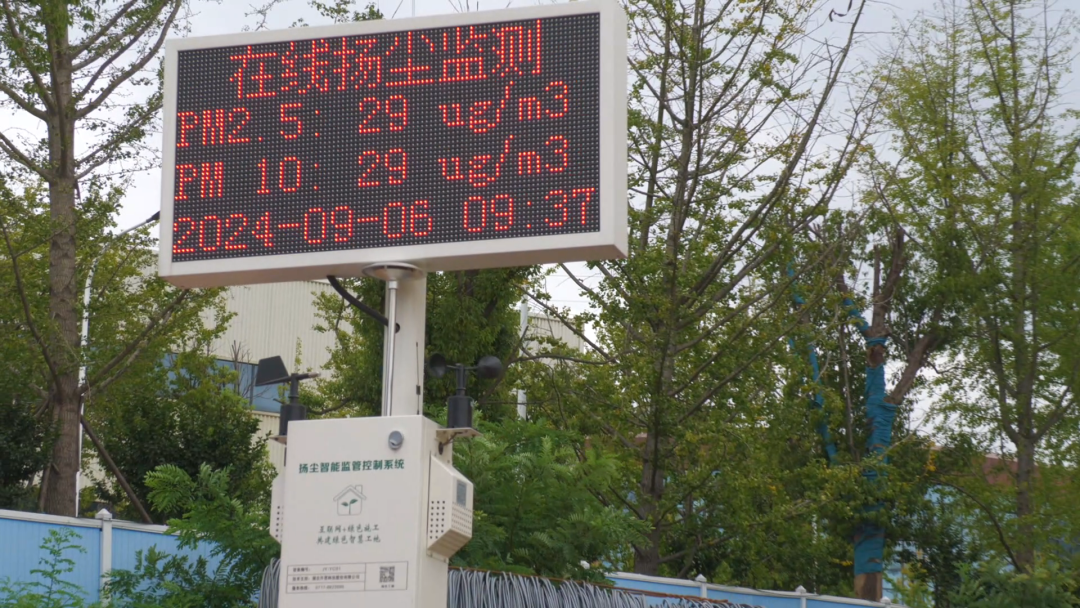 在线扬尘监测
PM2.5: 29 ug/m3
PM 10: 29 ug/m3
2024-09-06 09:37
扬尘智能监管控制系统
互联网+绿色施工
共建绿色智慧工地